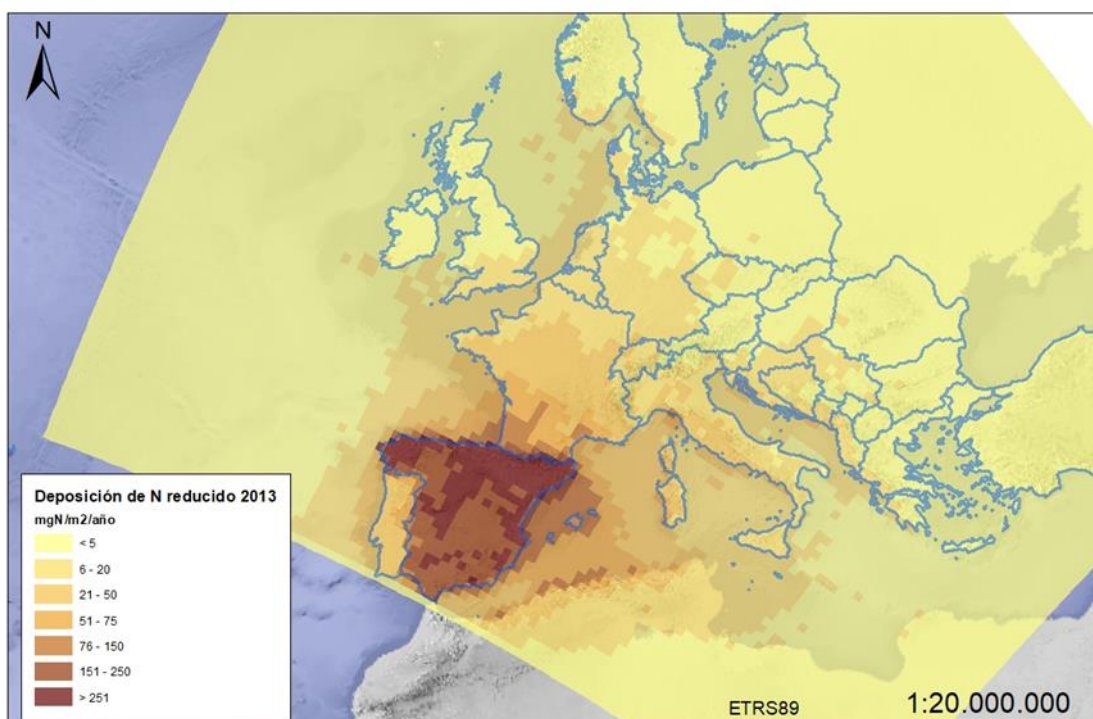 N
Deposición de N reducido 2013
mgN/m2/año
< 5
6 - 20
21 - 50
51 - 75
76 - 150
151 - 250
> 251
ETRS89
1:20.000.000